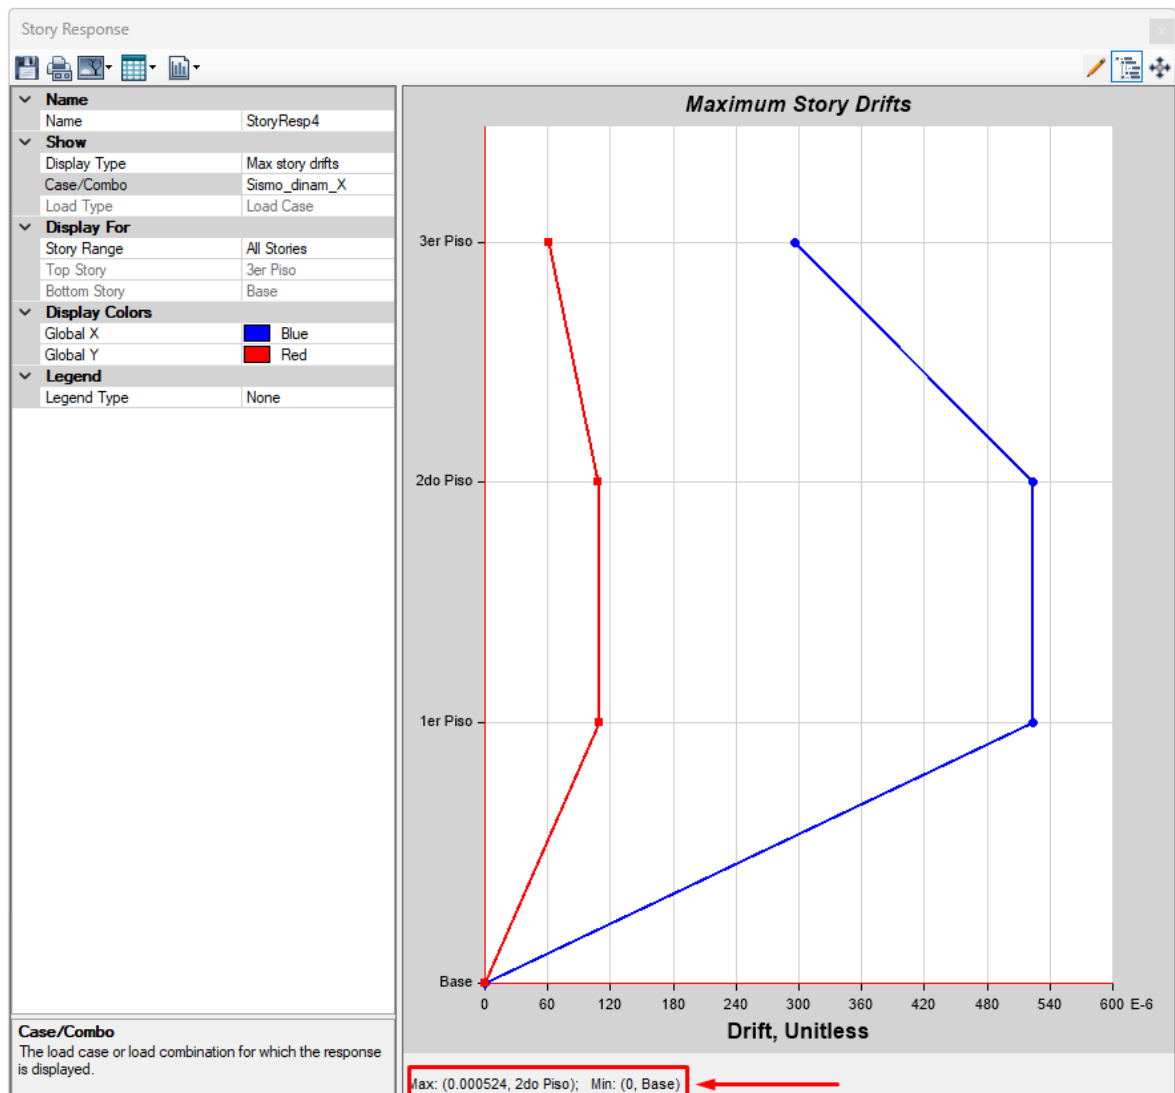 Story Response
Name
Name StoryResp4
Show
Display Type Max story drifts
Case/Combo Sismo_dinam_X
Load Type Load Case
Display For
Story Range All Stories
Top Story 3er Piso
Bottom Story Base
Display Colors
Global X Blue
Global Y Red
Legend
Legend Type None
Case/Combo
The load case or load combination for which the response
is displayed.
Maximum Story Drifts
3er Piso
2do Piso
1er Piso
Base
0 60 120 180 240 300 360 420 480 540 600 E-6
Drift, Unitless
Max: (0.000524, 2do Piso); Min: (0, Base)